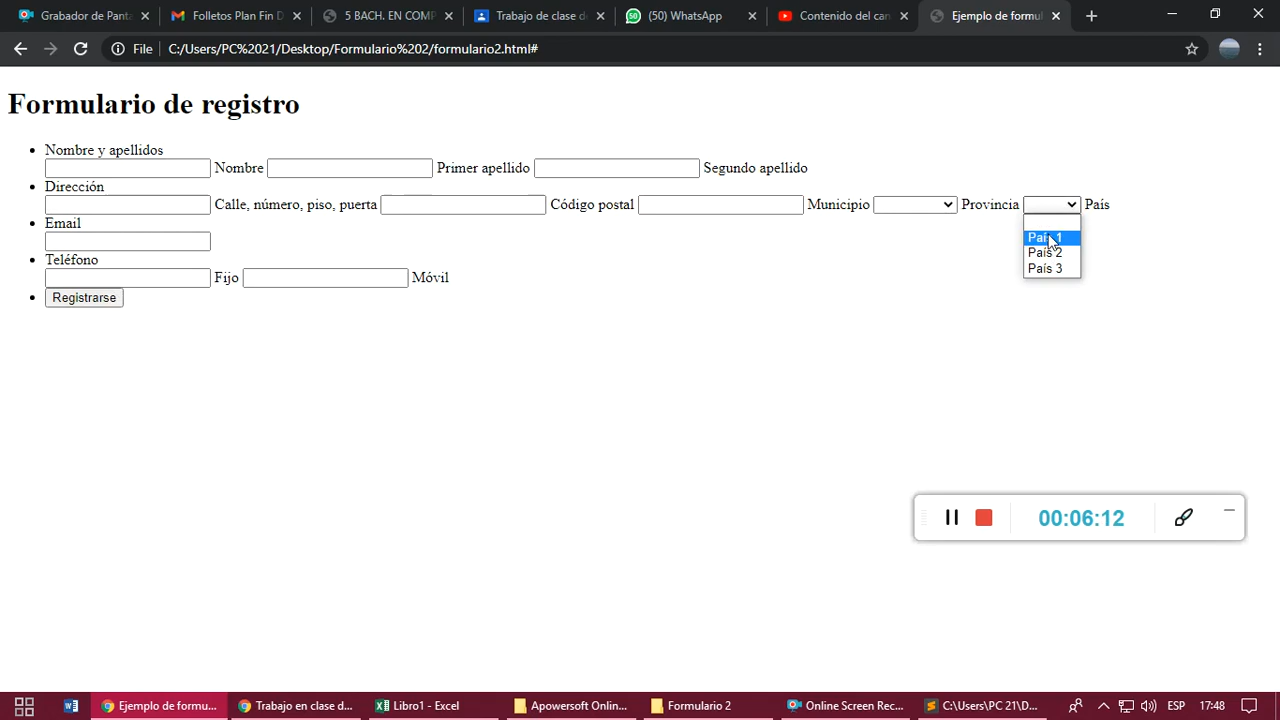 Grabador de Panta
Folletos Plan Fin D
5 BACH. EN COMP
Trabajo de clase d
(50) WhatsApp
Contenido del can
Ejemplo de formul
File
C:/Users/PC%2021/Desktop/Formulario%202/formulario2.html#
Formulario de registro
Nombre y apellidos
Nombre Primer apellido Segundo apellido
Dirección
Calle, número, piso, puerta Código postal Municipio Provincia País
Email
País 1
País 2
País 3
Teléfono
Fijo Móvil
Registrarse
00:06:12
Ejemplo de formu...
Trabajo en clase d...
Libro1 - Excel
Apowersoft Onlin...
Formulario 2
Online Screen Rec...
C:\Users\PC 21\D...
ESP
17:48